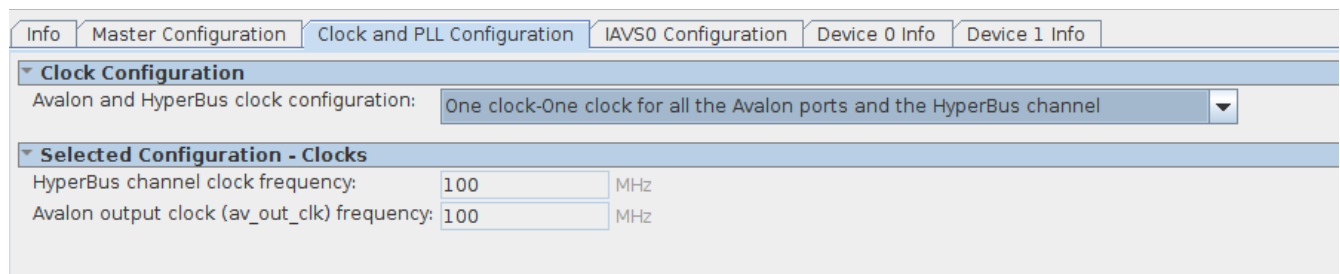 Info Master Configuration Clock and PLL Configuration IAVS0 Configuration Device 0 Info Device 1 Info
Clock Configuration
Avalon and HyperBus clock configuration: One clock-One clock for all the Avalon ports and the HyperBus channel
Selected Configuration - Clocks
HyperBus channel clock frequency: 100 MHz
Avalon output clock (av_out_clk) frequency: 100 MHz